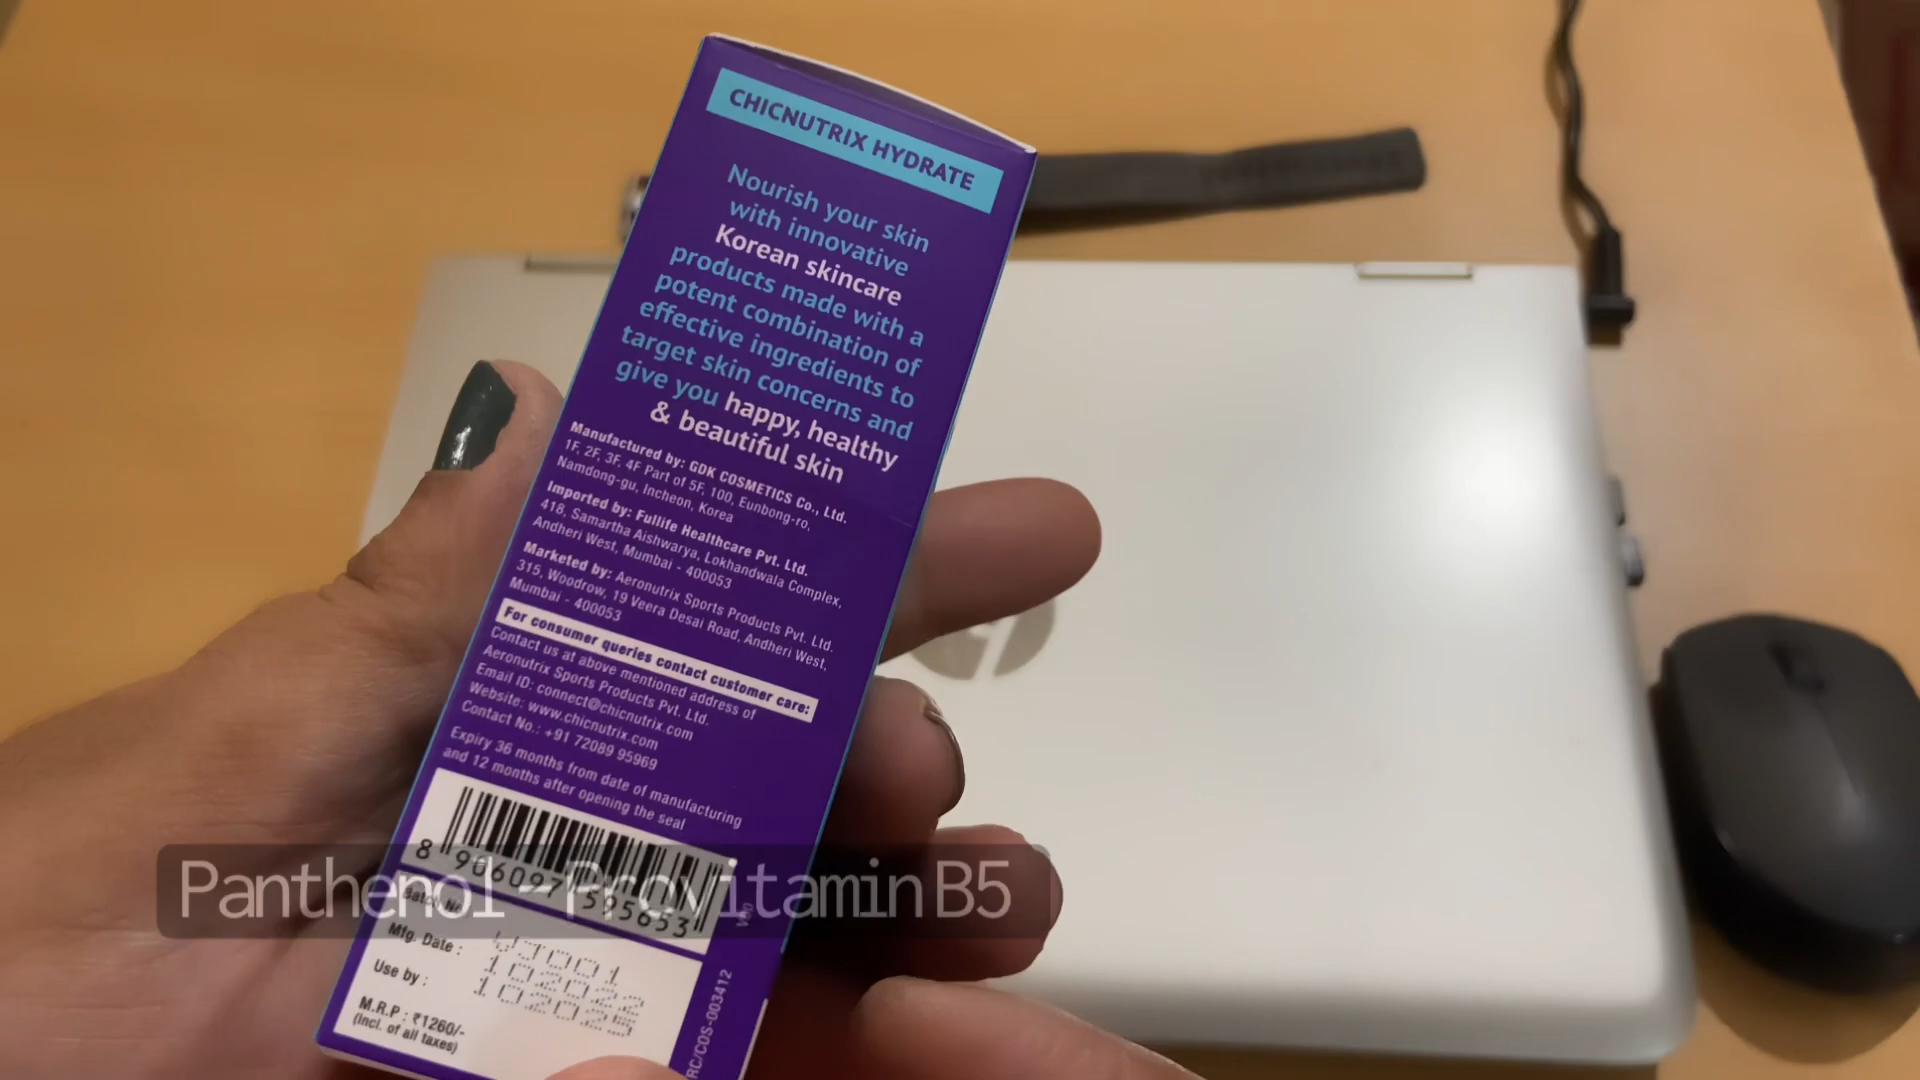 CHICNUTRIX HYDRATE
Nourish your skin
with innovative
Korean skincare
products made with a
potent combination of
effective ingredients to
target skin concerns and
give you happy, healthy
& beautiful skin
Manufactured by: GDK COSMETICS Co., Ltd.
1F, 2F, 3F, 4F Part of 5F, 100, Eunbong-ro,
Namdong-gu, Incheon, Korea
Imported by: Fullife Healthcare Pvt. Ltd.
418, Samartha Aishwarya, Lokhandwala Complex,
Andheri West, Mumbai - 400053
Marketed by: Aeronutrix Sports Products Pvt. Ltd.
315, Woodrow, 19 Veera Desai Road, Andheri West,
Mumbai - 400053
For consumer queries contact customer care:
Contact us at above mentioned address of
Aeronutrix Sports Products Pvt. Ltd.
Email ID: connect@chicnutrix.com
Website: www.chicnutrix.com
Contact No.: +91 72089 95969
Expiry 36 months from date of manufacturing
and 12 months after opening the seal
8 906097 595653
Panthenol - Provitamin B5
Batch No
Mfg. Date : 102022
Use by : 102025
M.R.P : ₹1260/-
(Incl. of all taxes)
RC/COS-003412